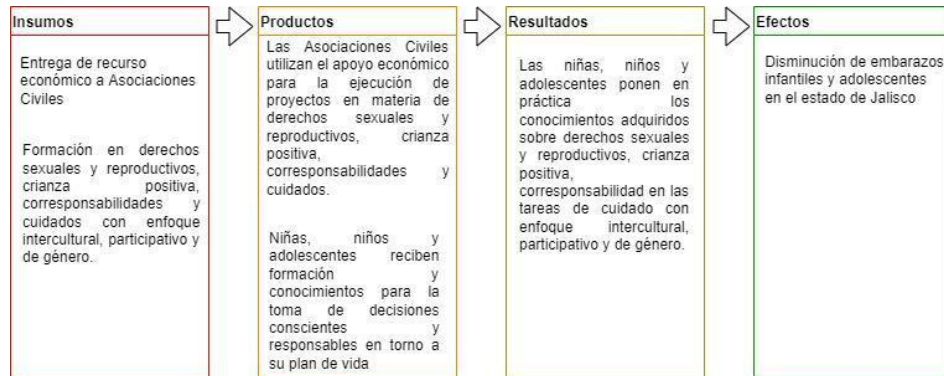 Insumos
Entrega de recurso
económico a Asociaciones
Civiles
Formación en derechos
sexuales y reproductivos,
crianza positiva,
corresponsabilidades y
cuidados con enfoque
intercultural, participativo y
de género.
Productos
Las Asociaciones Civiles
utilizan el apoyo económico
para la ejecución de
proyectos en materia de
derechos sexuales y
reproductivos, crianza
positiva,
corresponsabilidades y
cuidados.
Niñas, niños y
adolescentes reciben
formación y
conocimientos para la
toma de decisiones
conscientes y
responsables en torno a
su plan de vida
Resultados
Las niñas, niños y
adolescentes ponen en
práctica los
conocimientos adquiridos
sobre derechos sexuales
y reproductivos, crianza
positiva,
corresponsabilidad en las
tareas de cuidado con
enfoque intercultural,
participativo y de género.
Efectos
Disminución de embarazos
infantiles y adolescentes
en el estado de Jalisco